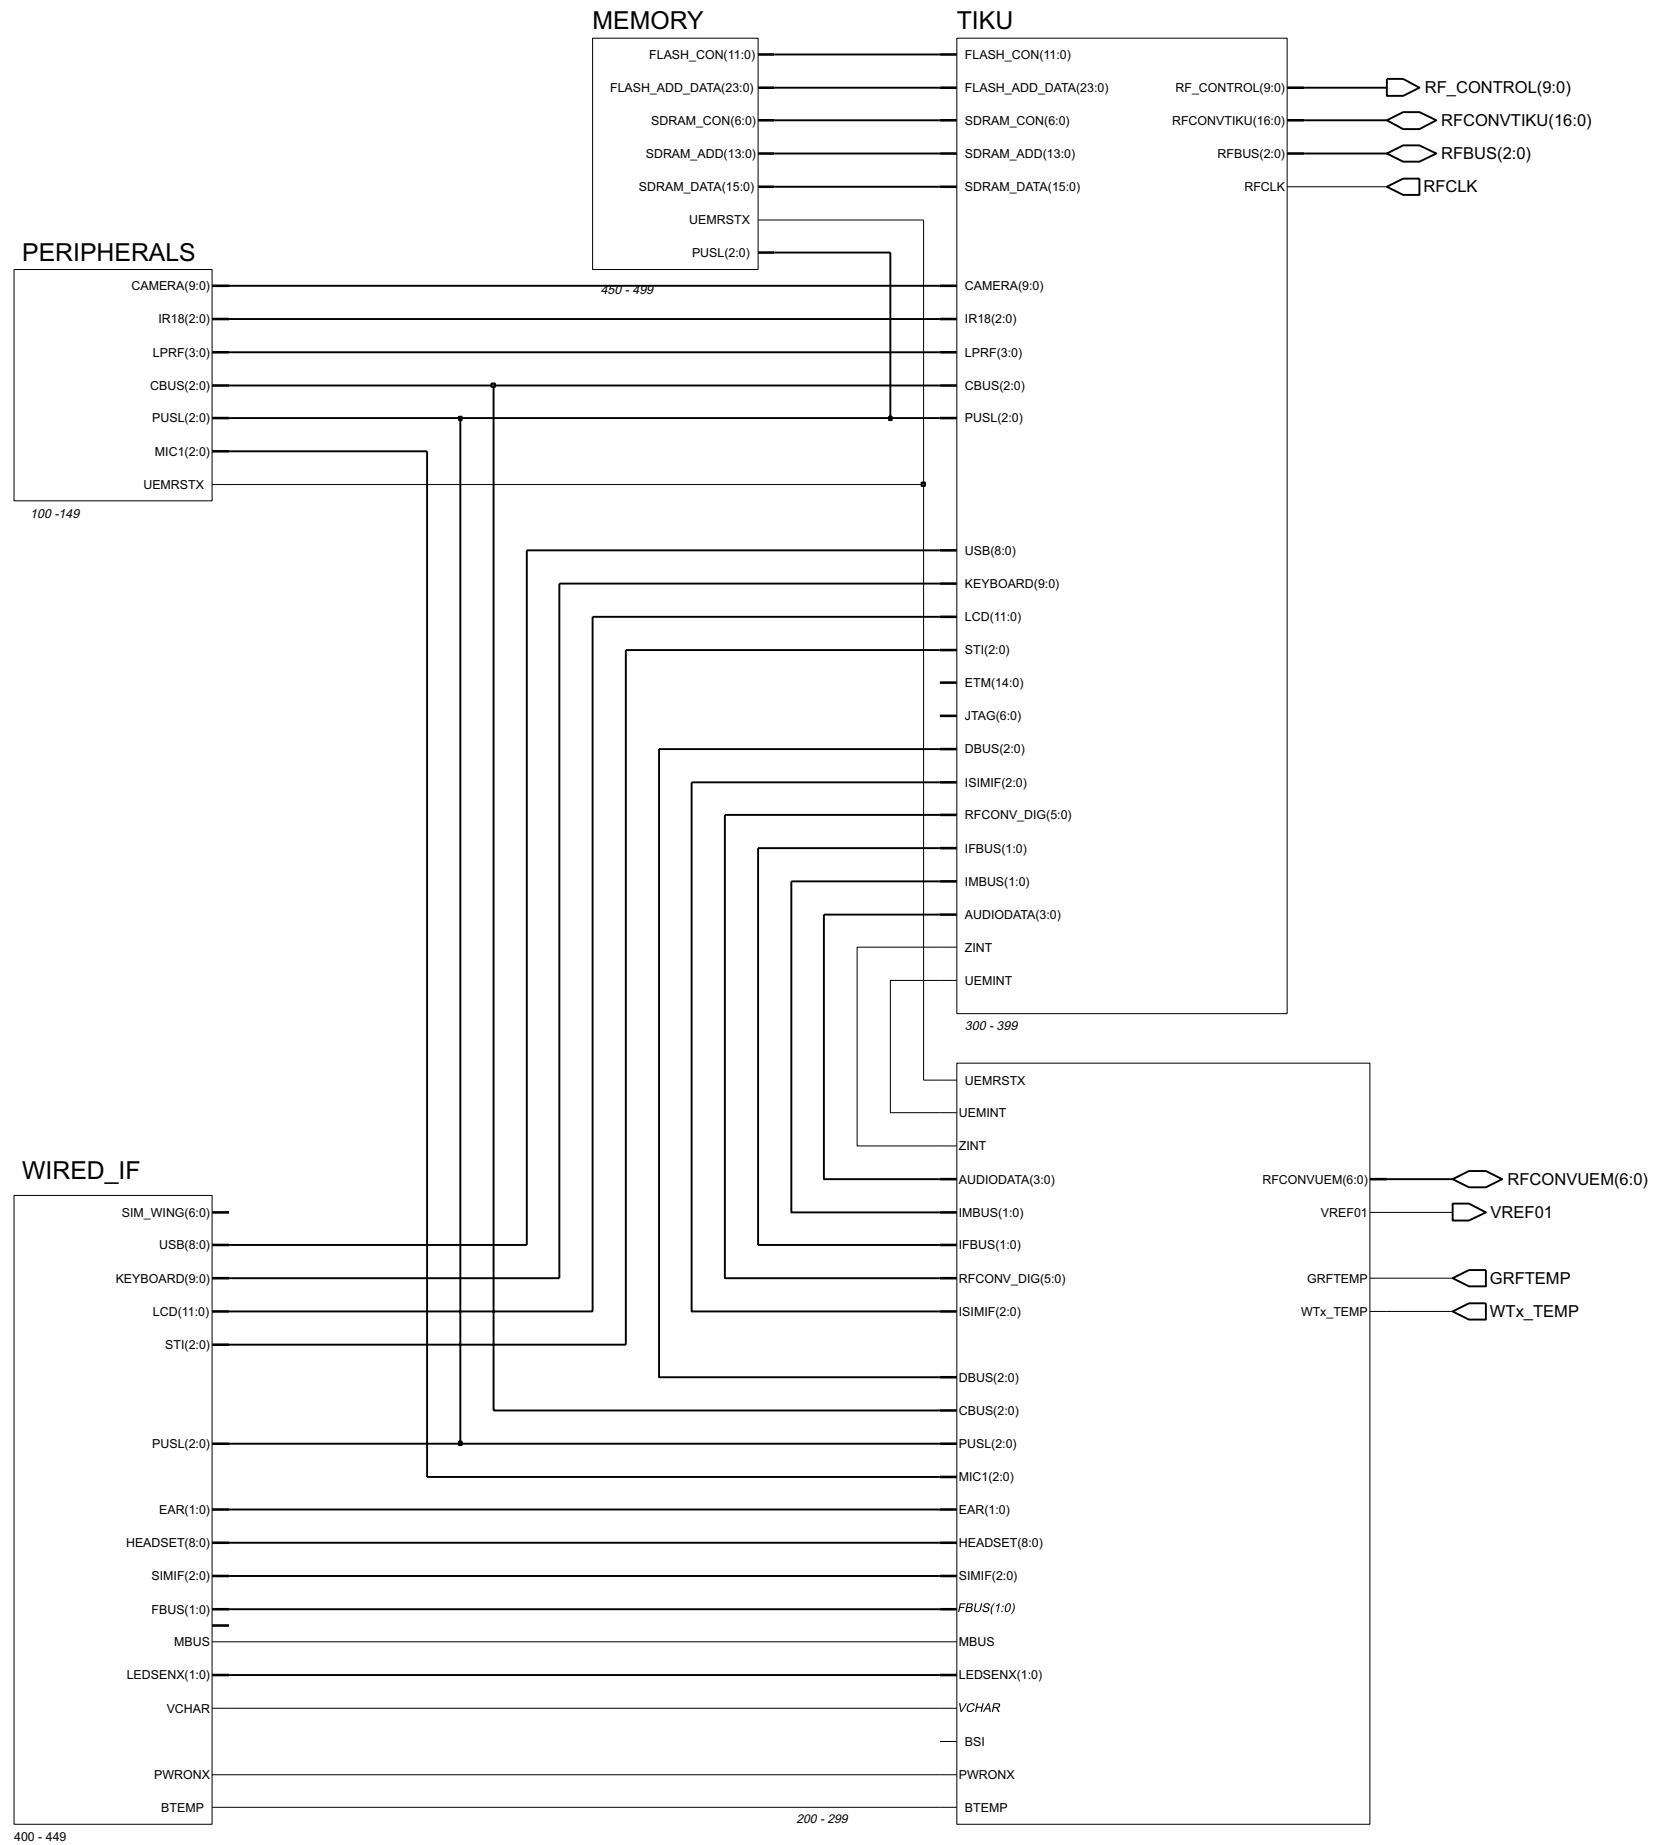 MEMORY
FLASH_CON(11:0)
FLASH_ADD_DATA(23:0)
SDRAM_CON(6:0)
SDRAM_ADD(13:0)
SDRAM_DATA(15:0)
UEMRSTX
PUSL(2:0)
450 - 499
TIKU
FLASH_CON(11:0)
FLASH_ADD_DATA(23:0)
SDRAM_CON(6:0)
SDRAM_ADD(13:0)
SDRAM_DATA(15:0)
CAMERA(9:0)
IR18(2:0)
LPRF(3:0)
CBUS(2:0)
PUSL(2:0)
USB(8:0)
KEYBOARD(9:0)
LCD(11:0)
STI(2:0)
ETM(14:0)
JTAG(6:0)
DBUS(2:0)
ISIMIF(2:0)
RFCONV_DIG(5:0)
IFBUS(1:0)
IMBUS(1:0)
AUDIODATA(3:0)
ZINT
UEMINT
300 - 399
RF_CONTROL(9:0)
RFCONVTIKU(16:0)
RFBUS(2:0)
RFCLK
RF_CONTROL(9:0)
RFCONVTIKU(16:0)
RFBUS(2:0)
RFCLK
PERIPHERALS
CAMERA(9:0)
IR18(2:0)
LPRF(3:0)
CBUS(2:0)
PUSL(2:0)
MIC1(2:0)
UEMRSTX
100 -149
WIRED_IF
SIM_WING(6:0)
USB(8:0)
KEYBOARD(9:0)
LCD(11:0)
STI(2:0)
PUSL(2:0)
EAR(1:0)
HEADSET(8:0)
SIMIF(2:0)
FBUS(1:0)
MBUS
LEDSENX(1:0)
VCHAR
PWRONX
BTEMP
400 - 449
UEMRSTX
UEMINT
ZINT
AUDIODATA(3:0)
IMBUS(1:0)
IFBUS(1:0)
RFCONV_DIG(5:0)
ISIMIF(2:0)
DBUS(2:0)
CBUS(2:0)
PUSL(2:0)
MIC1(2:0)
EAR(1:0)
HEADSET(8:0)
SIMIF(2:0)
FBUS(1:0)
MBUS
LEDSENX(1:0)
VCHAR
BSI
PWRONX
BTEMP
200 - 299
RFCONVUEM(6:0)
VREF01
GRFTEMP
WTx_TEMP
RFCONVUEM(6:0)
VREF01
GRFTEMP
WTx_TEMP